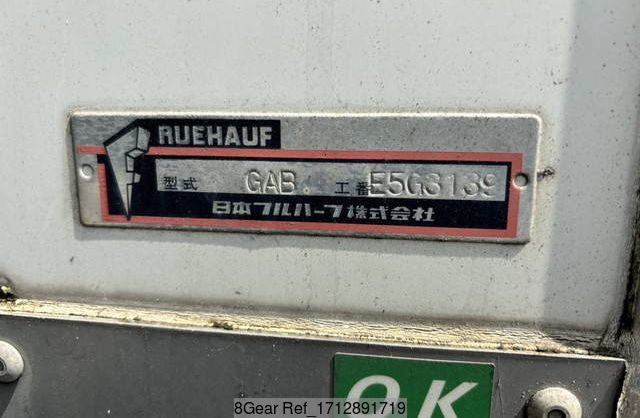 RUEHAUF
型式 GAB. 工番 E5G3139
日本フルハーフ株式会社
OK
8Gear Ref_1712891719